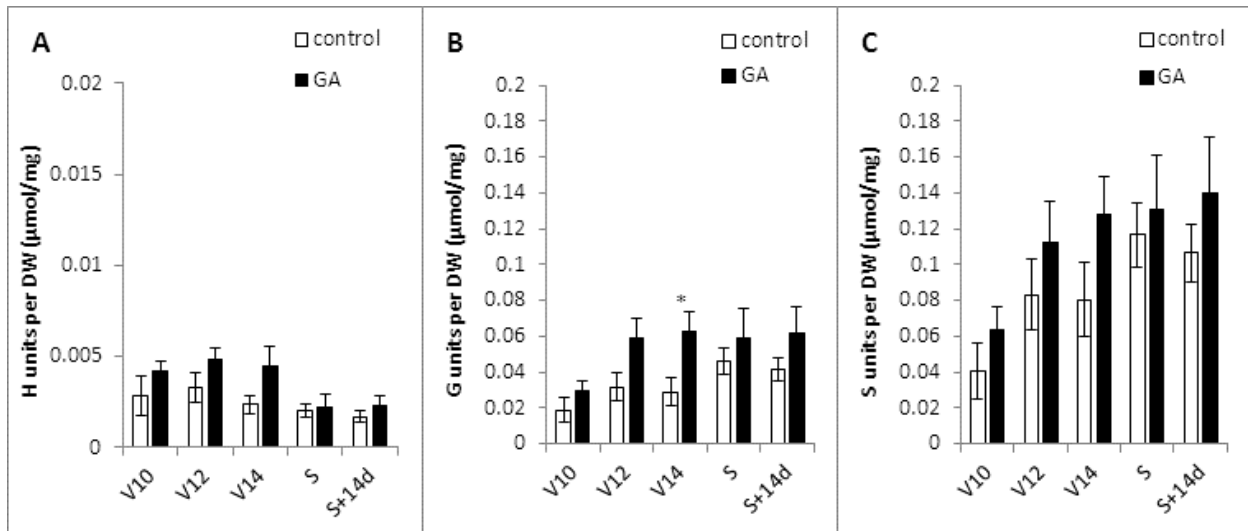 A
control
GA
H units per DW (µmol/mg)
0.02
0.015
0.01
0.005
0
V10
V12
V14
S
S+14d
B
control
GA
G units per DW (µmol/mg)
0.2
0.18
0.16
0.14
0.12
0.1
0.08
0.06
0.04
0.02
0
*
V10
V12
V14
S
S+14d
C
control
GA
S units per DW (µmol/mg)
0.2
0.18
0.16
0.14
0.12
0.1
0.08
0.06
0.04
0.02
0
V10
V12
V14
S
S+14d